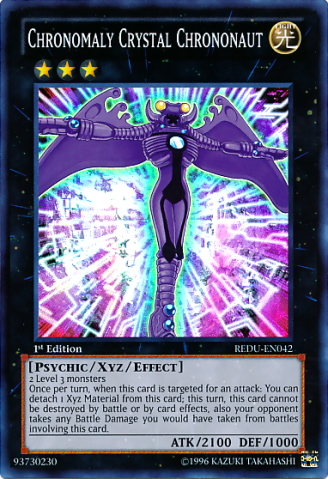 CHRONOMALY CRYSTAL CHRONONAUT
LIGHT
光
1st Edition
REDU-EN042
[PSYCHIC/XYZ/EFFECT]
2 Level 3 monsters
Once per turn, when this card is targeted for an attack: You can
detach 1 Xyz Material from this card; this turn, this card cannot
be destroyed by battle or by card effects, also your opponent
takes any Battle Damage you would have taken from battles
involving this card.
ATK/2100 DEF/1000
93730230
©1996 KAZUKI TAKAHASHI